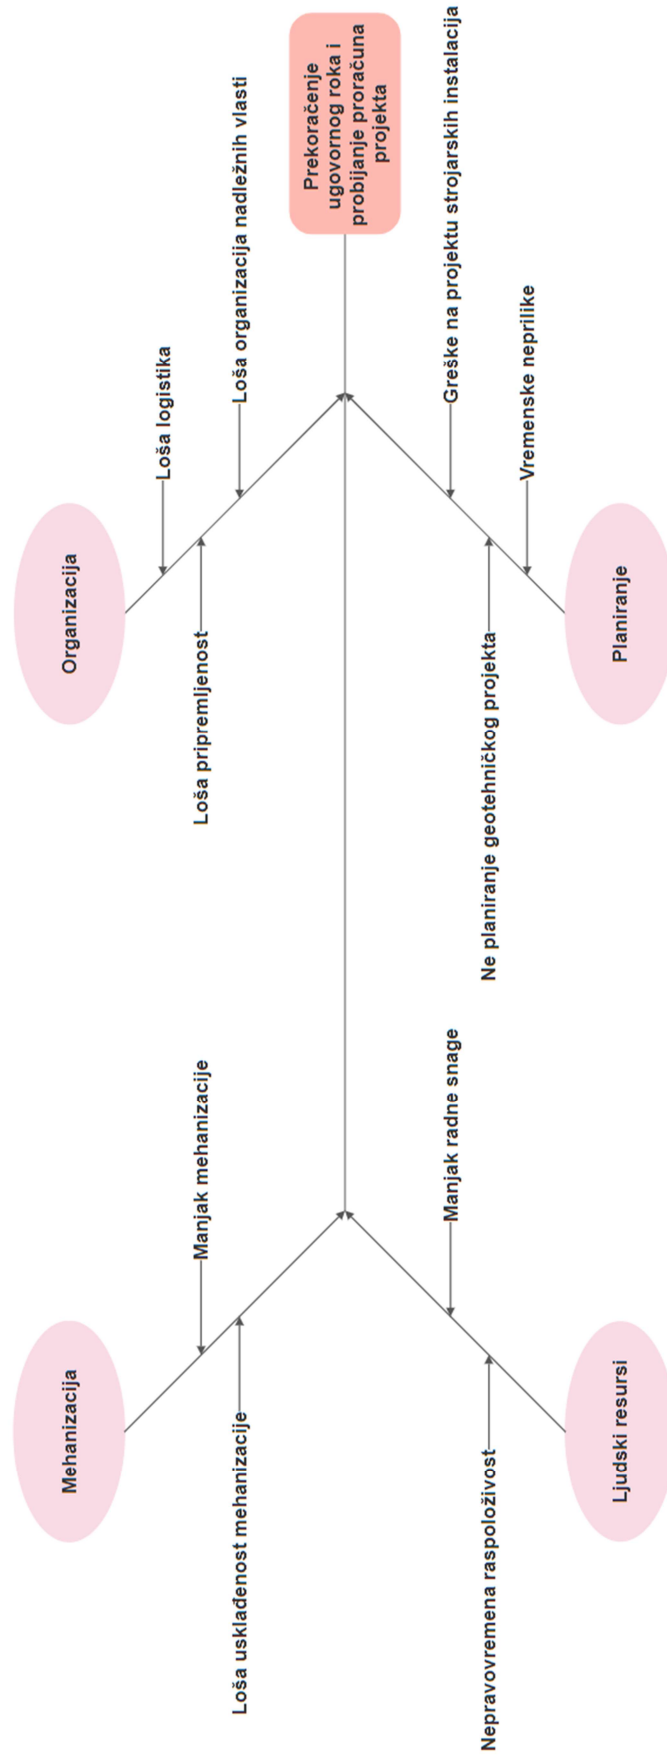 Mehanizacija
Organizacija
Loša logistika
Manjak mehanizacije
Loša pripremljenost
Loša usklađenost mehanizacije
Loša organizacija nadležnih vlasti
Prekoračenje
ugovornog roka i
probijanje proračuna
projekta
Manjak radne snage
Greške na projektu strojarskih instalacija
Nepravovremena raspoloživost
Ne planiranje geotehničkog projekta
Vremenske neprilike
Ljudski resursi
Planiranje